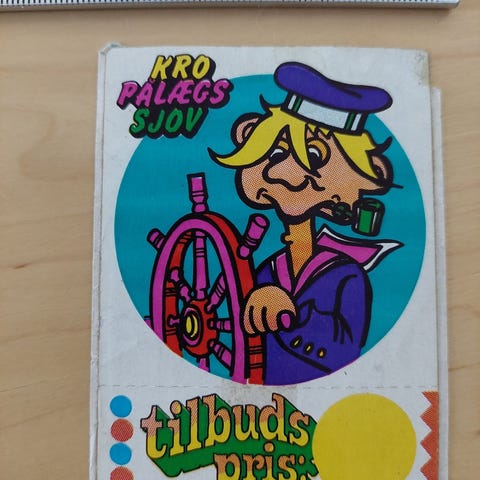 KRO
PALÆGS
SJOV
tilbuds
pris: